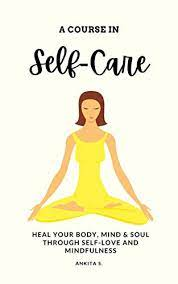 A COURSE IN
Self-Care
HEAL YOUR BODY, MIND & SOUL
THROUGH SELF-LOVE AND
MINDFULNESS
ANKITA S.